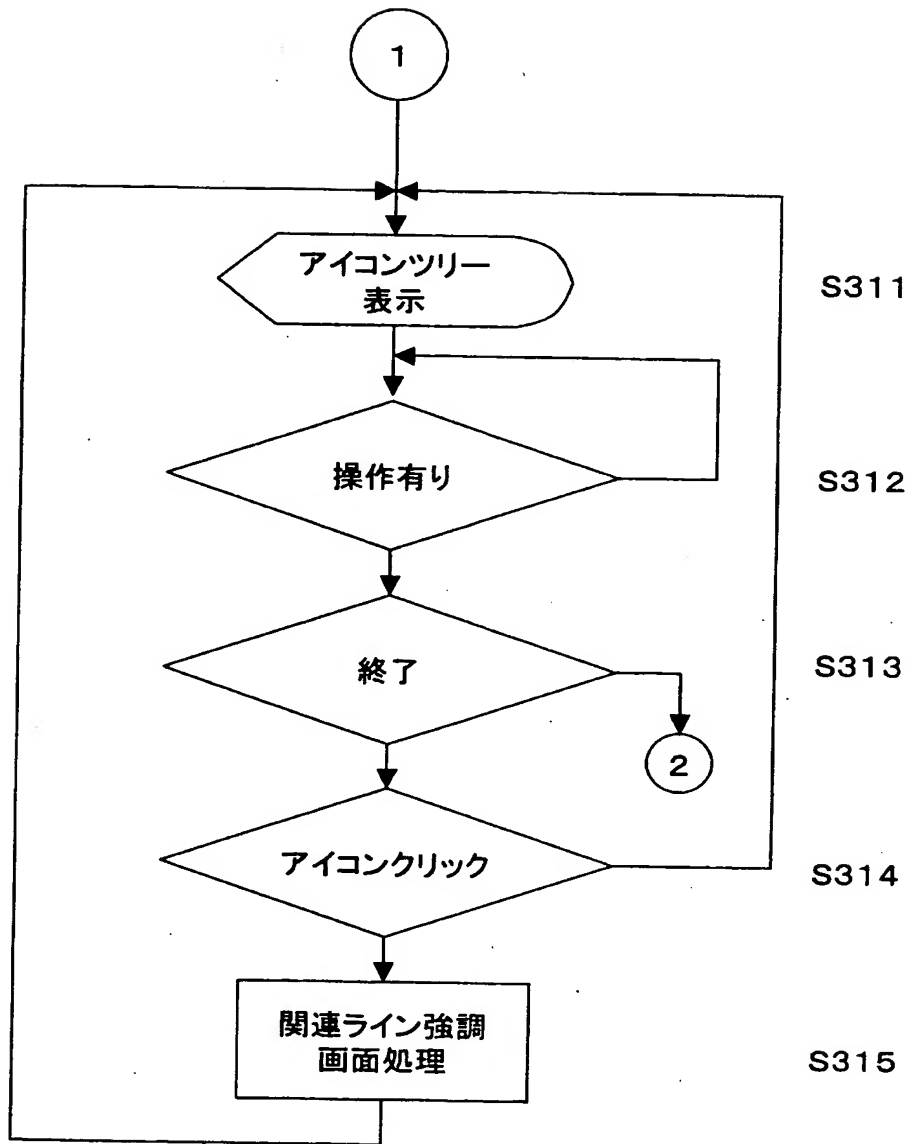 1
アイコンツリー
表示
S311
操作有り
S312
終了
S313
2
アイコンクリック
S314
関連ライン強調
画面処理
S315